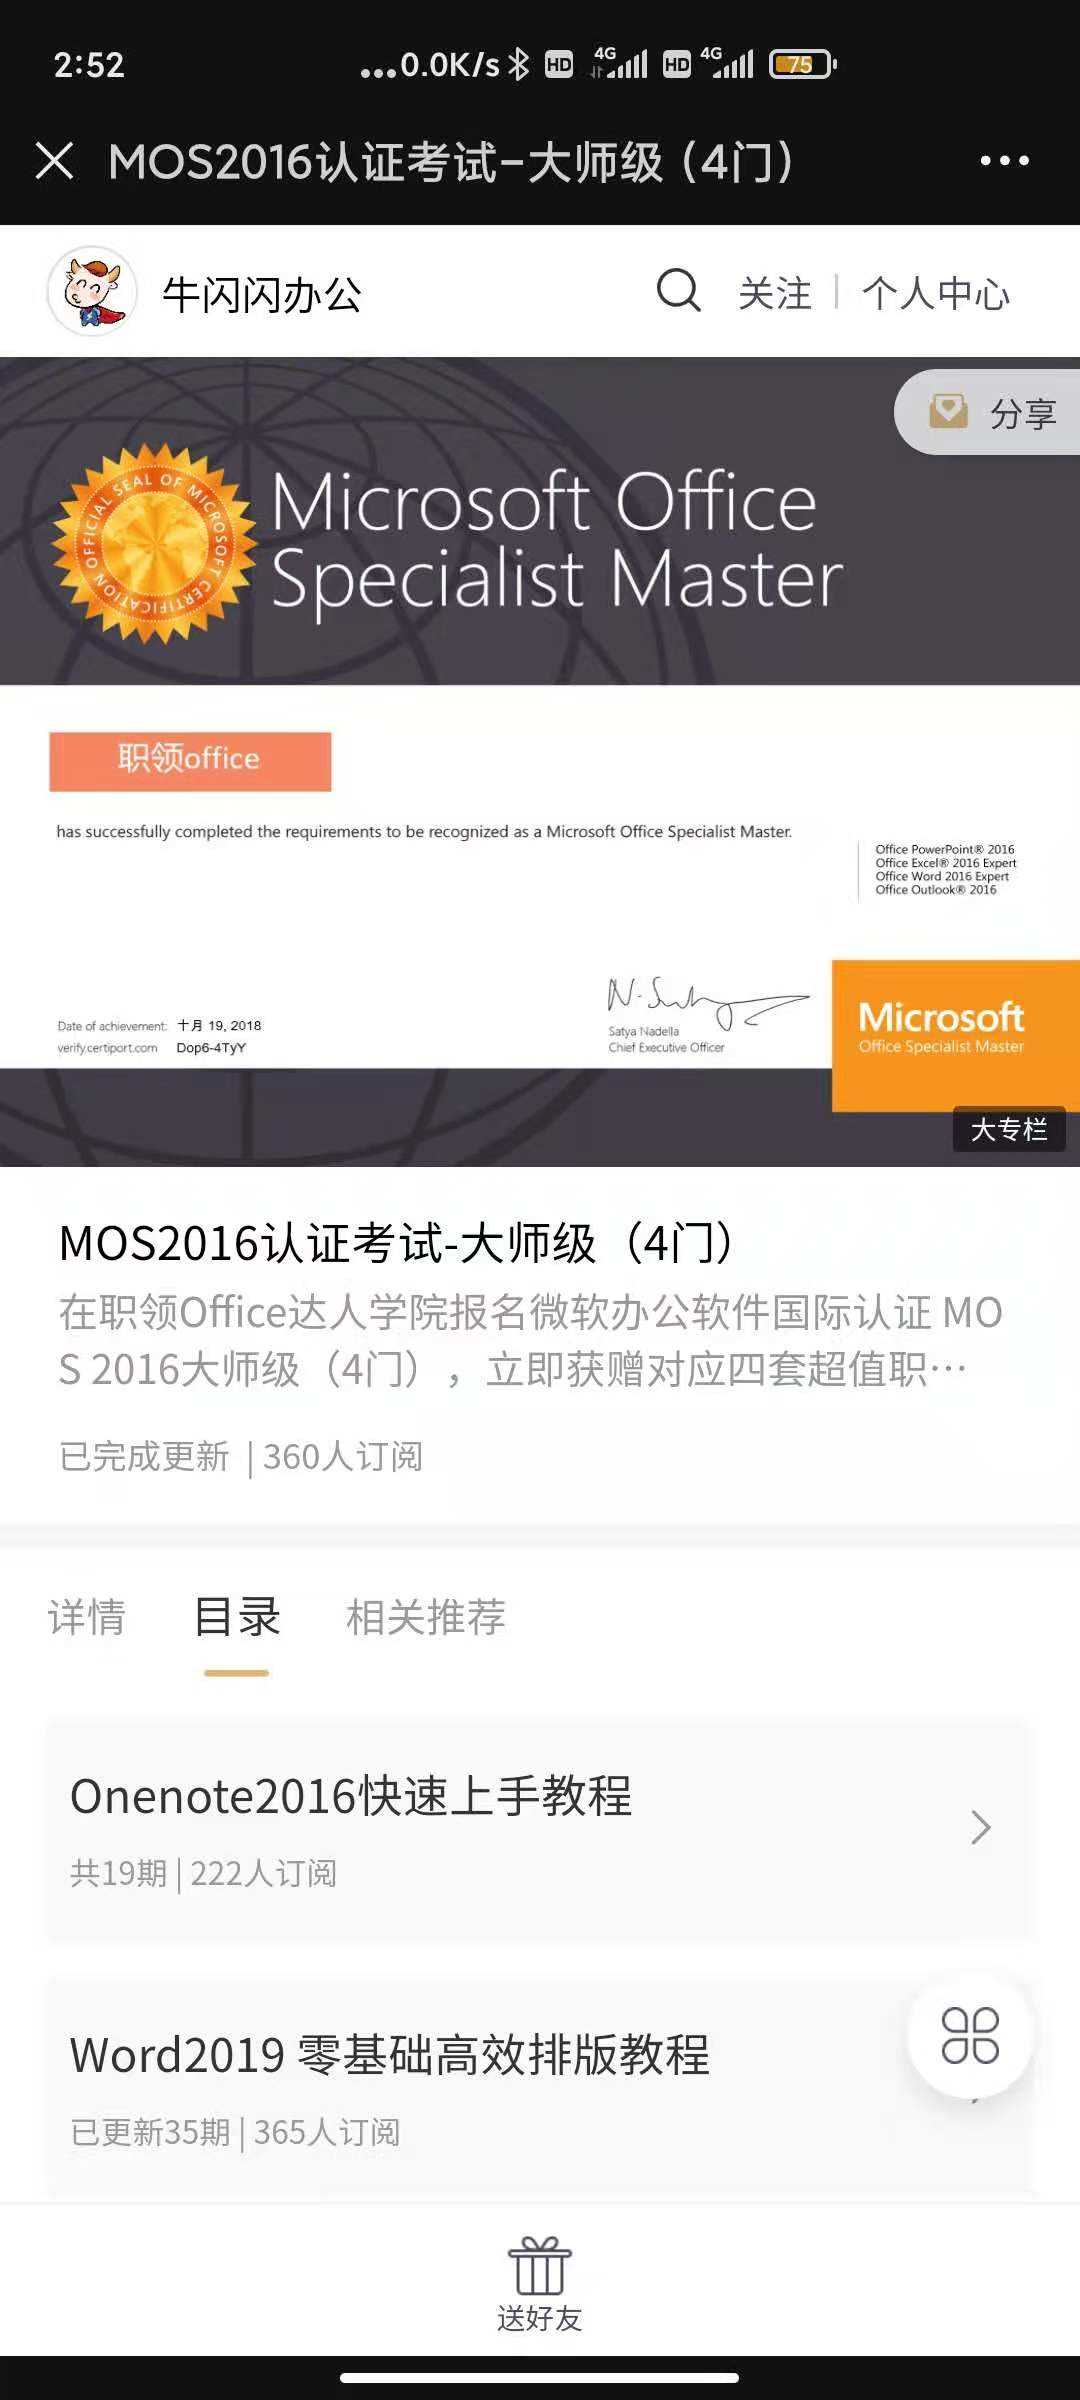 2:52
...0.0K/s HD 4G HD 4G 75
MOS2016认证考试-大师级（4门）
牛闪闪办公
关注 | 个人中心
分享
OFFICIAL SEAL OF MICROSOFT CERTIFICATION
Microsoft Office
Specialist Master
职领office
has successfully completed the requirements to be recognized as a Microsoft Office Specialist Master.
Office PowerPoint® 2016
Office Excel® 2016 Expert
Office Word 2016 Expert
Office Outlook® 2016
Date of achievement: 十月 19, 2018
verify.certiport.com Dop6-4TyY
Satya Nadella
Chief Executive Officer
Microsoft
Office Specialist Master
大专栏
MOS2016认证考试-大师级（4门）
在职领Office达人学院报名微软办公软件国际认证 MO
S 2016大师级（4门），立即获赠对应四套超值职…
已完成更新 | 360人订阅
详情 目录 相关推荐
Onenote2016快速上手教程
共19期 | 222人订阅
Word2019 零基础高效排版教程
已更新35期 | 365人订阅
送好友